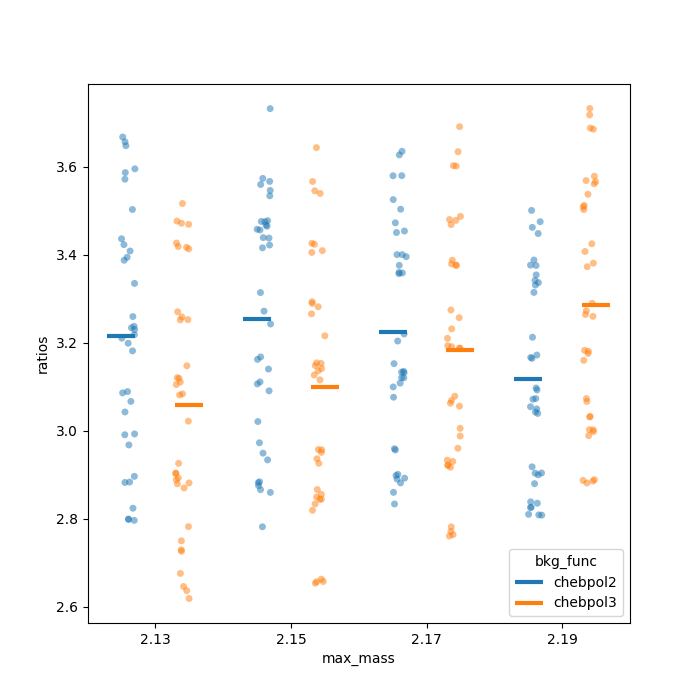 3.6
3.4
3.2
3.0
2.8
2.6
ratios
2.13
2.15
2.17
2.19
max_mass
bkg_func
chebpol2
chebpol3